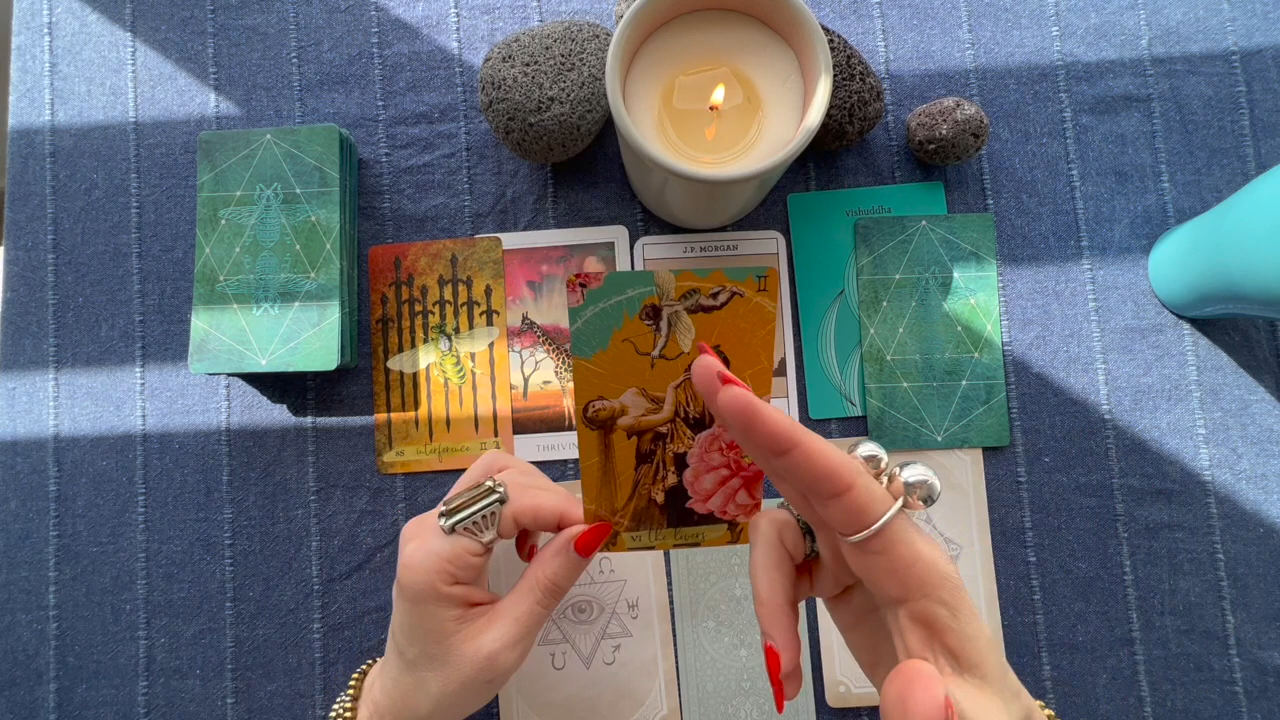 Vishuddha
J.P. MORGAN
8S interference II ♃
THRIVIN
II
VI the lovers